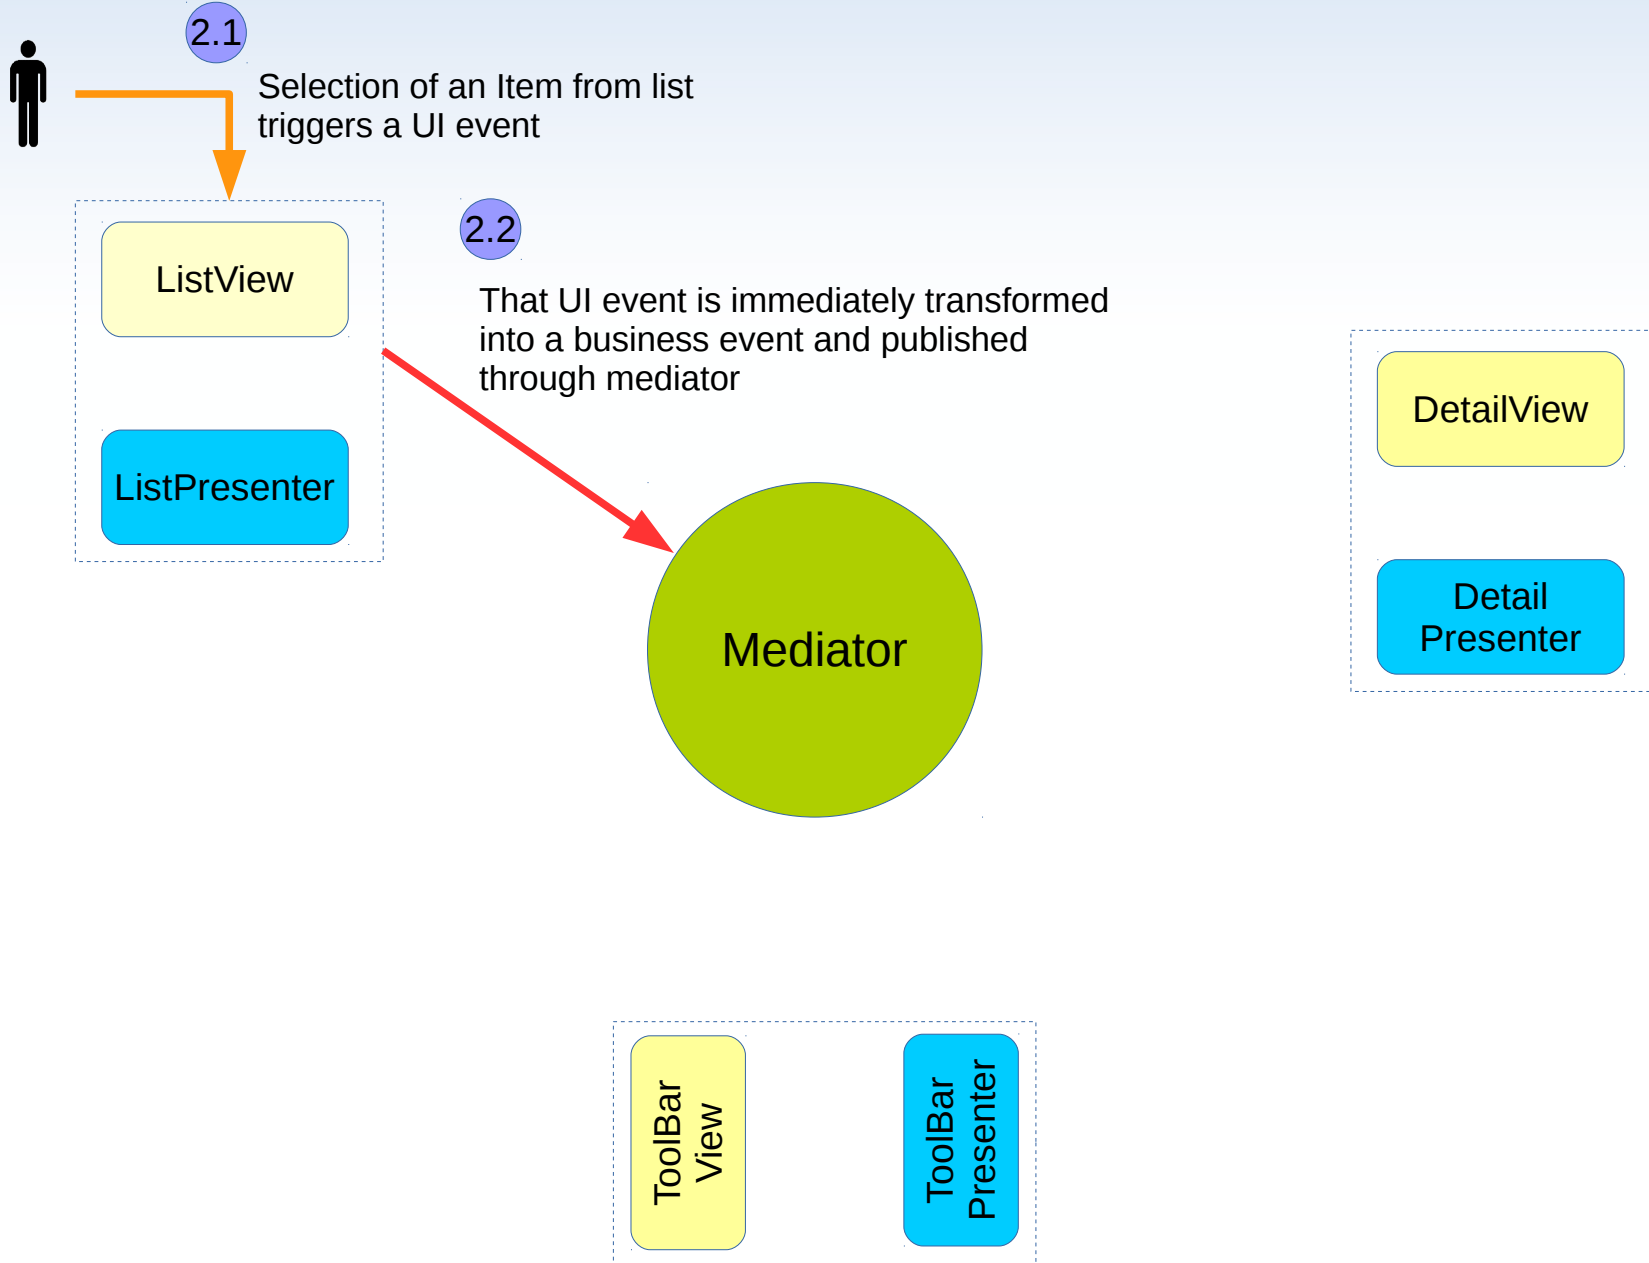 2.1
Selection of an Item from list
triggers a UI event
ListView
2.2
That UI event is immediately transformed
into a business event and published
through mediator
ListPresenter
DetailView
Detail
Presenter
Mediator
ToolBar
View
ToolBar
Presenter